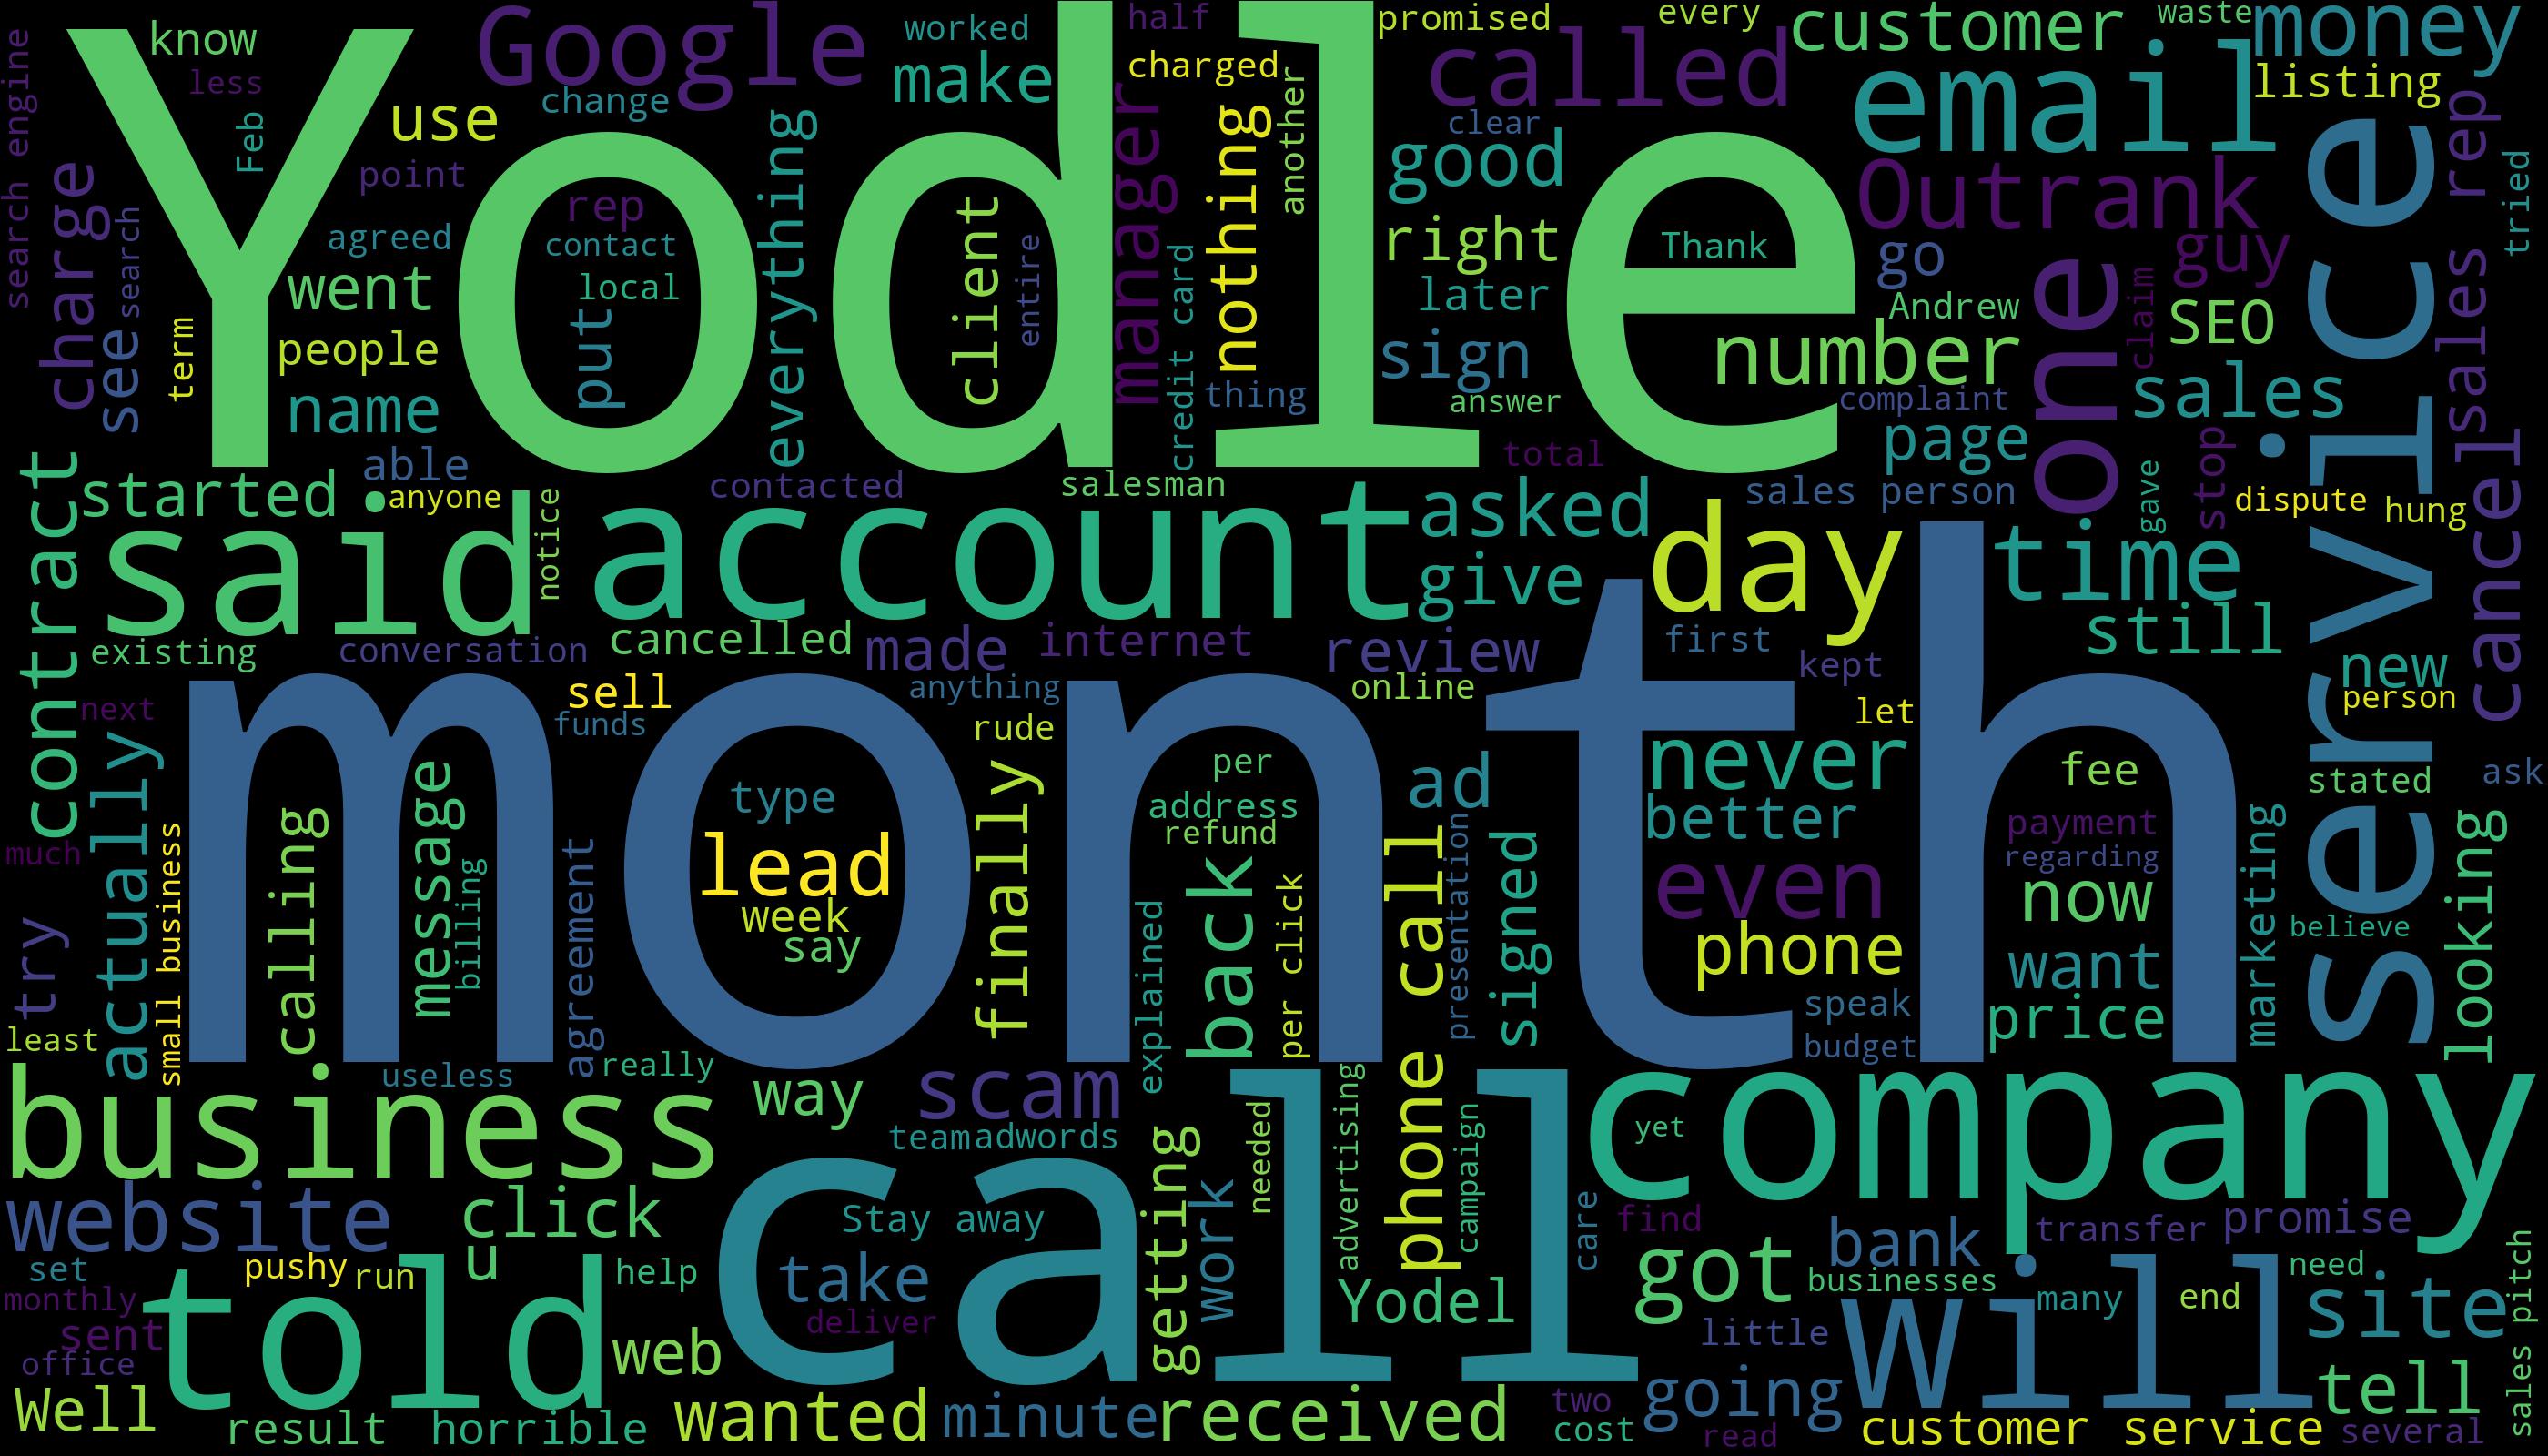 Yodle
month
call
service
said
account
company
business
told
will
day
one
email
Google
called
customer
money
Outrank
number
make
use
know
less
Feb
search engine
charge
search
see
term
went
people
name
point
agreed
change
rep
contact
local
put
everything
worked
half
promised
every
waste
charged
another
listing
client
entire
manager
nothing
credit card
thing
good
clear
right
later
sign
answer
Thank
go
Andrew
complaint
page
guy
claim
SEO
sales
sales rep
tried
able
anyone
started
contract
notice
contacted
salesman
total
asked
give
sales person
time
gave
stop
dispute
hung
cancel
still
new
person
existing
conversation
cancelled
made
internet
review
first
kept
let
next
sell
funds
anything
rude
online
never
better
fee
stated
ask
actually
much
small business
calling
message
billing
agreement
type
lead
week
say
finally
per
address
refund
back
per click
explained
ad
phone call
presentation
signed
even
phone
payment
regarding
now
want
price
marketing
believe
looking
try
least
speak
budget
useless
really
way
scam
team
adwords
needed
advertising
campaign
yet
website
click
u
Stay away
take
deliver
getting
work
Yodel
care
find
got
bank
businesses
transfer
promise
need
many
end
site
sales pitch
set
monthly
sent
office
pushy
run
help
web
Well
result
horrible
wanted
minute
received
two
cost
little
going
read
tell
customer service
several